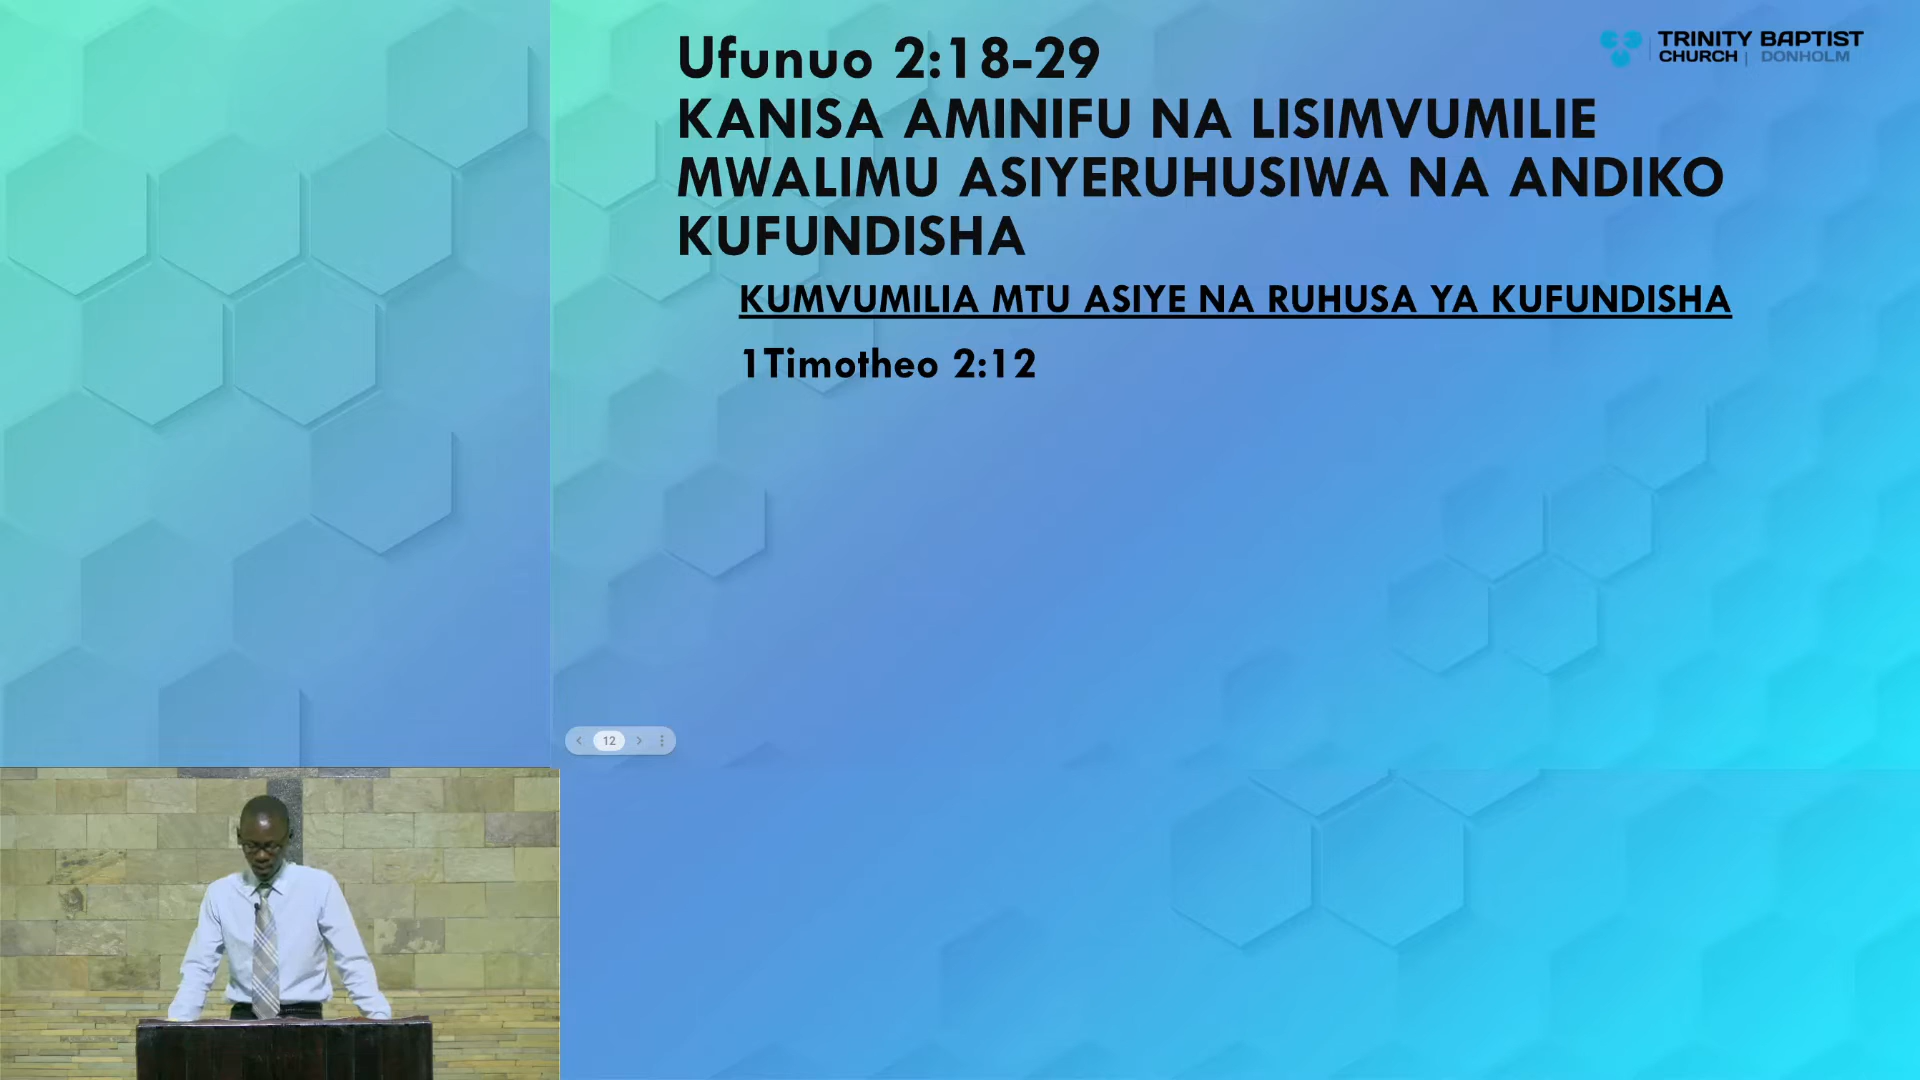 Ufunuo 2:18-29
TRINITY BAPTIST
CHURCH | DONHOLM
KANISA AMINIFU NA LISIMVUMILIE
MWALIMU ASIYERUHUSIWA NA ANDIKO
KUFUNDISHA
KUMVUMILIA MTU ASIYE NA RUHUSA YA KUFUNDISHA
1Timotheo 2:12
12